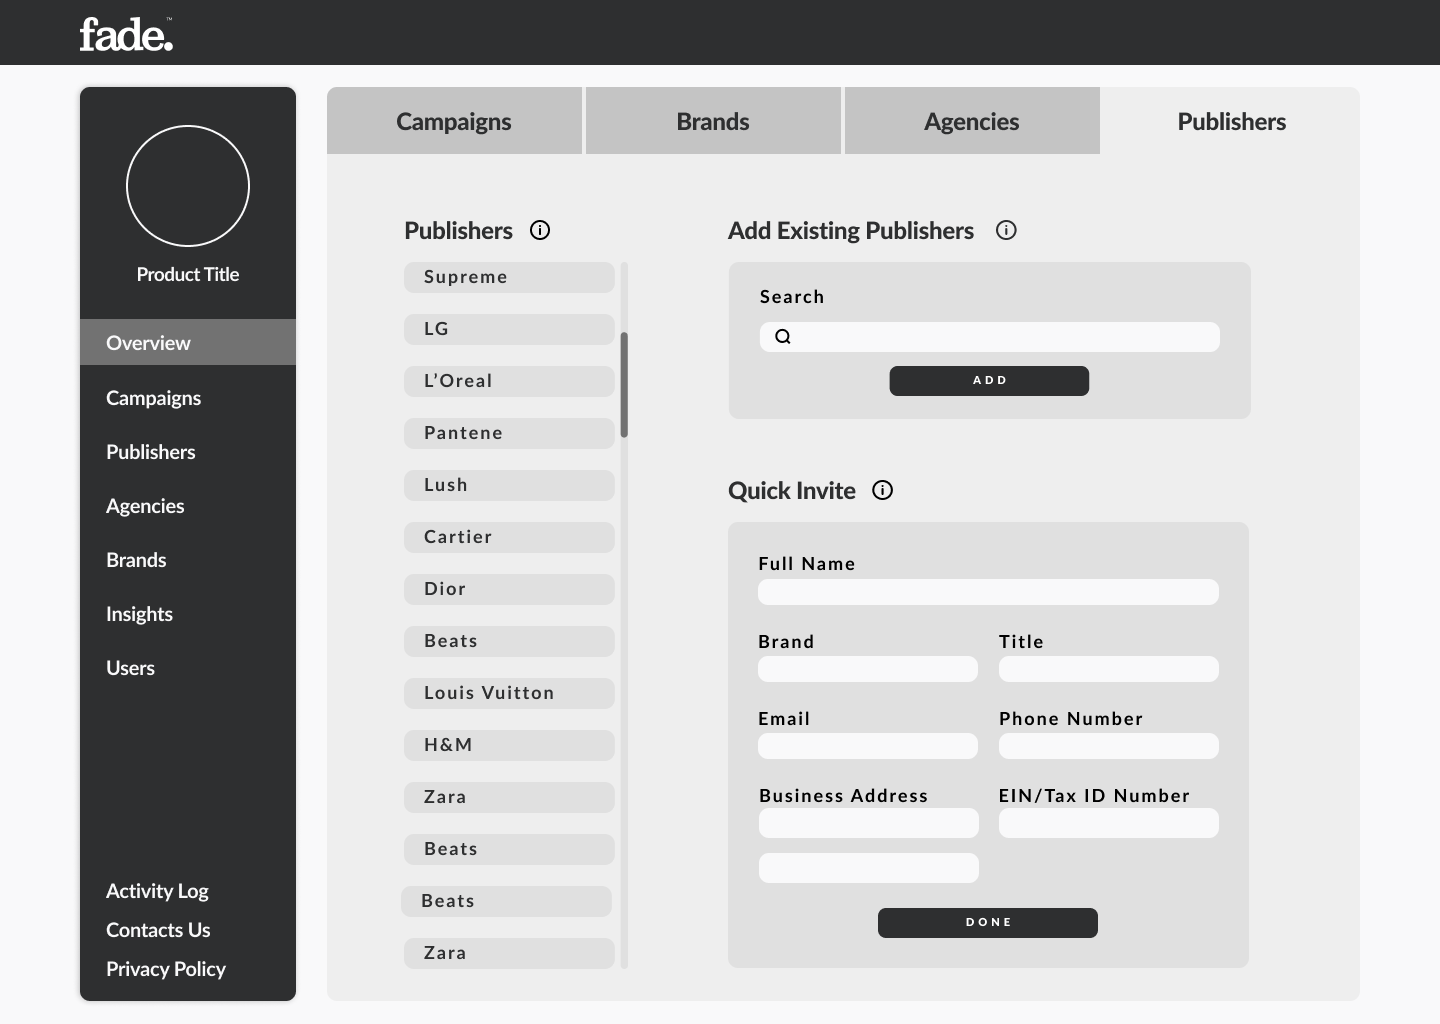 fade.™
Product Title
Overview
Campaigns
Publishers
Agencies
Brands
Insights
Users
Activity Log
Contacts Us
Privacy Policy
Campaigns
Brands
Agencies
Publishers
Publishers
Supreme
LG
L’Oreal
Pantene
Lush
Cartier
Dior
Beats
Louis Vuitton
H&M
Zara
Beats
Beats
Zara
Add Existing Publishers
Search
ADD
Quick Invite
Full Name
Brand
Title
Email
Phone Number
Business Address
EIN/Tax ID Number
DONE